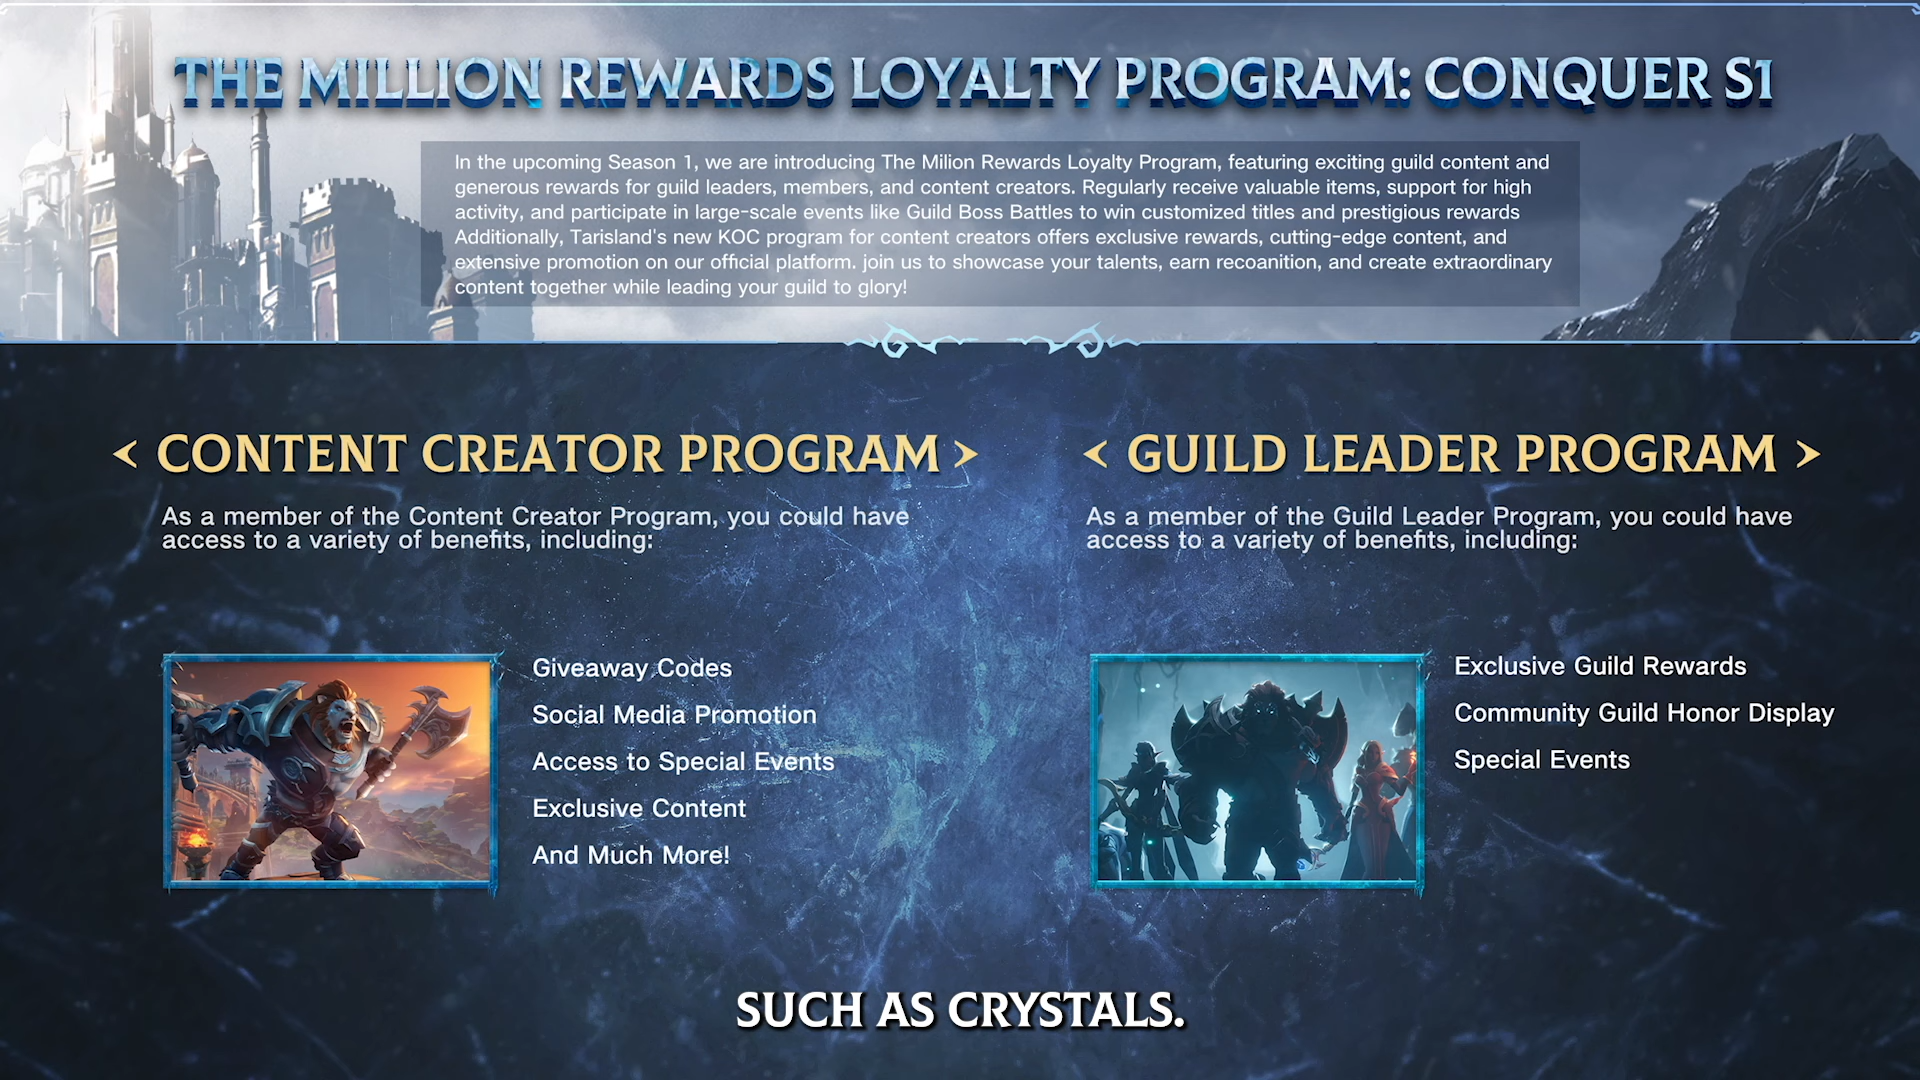 THE MILLION REWARDS LOYALTY PROGRAM: CONQUER S1
In the upcoming Season 1, we are introducing The Milion Rewards Loyalty Program, featuring exciting guild content and
generous rewards for guild leaders, members, and content creators. Regularly receive valuable items, support for high
activity, and participate in large-scale events like Guild Boss Battles to win customized titles and prestigious rewards
Additionally, Tarisland's new KOC program for content creators offers exclusive rewards, cutting-edge content, and
extensive promotion on our official platform. join us to showcase your talents, earn recoanition, and create extraordinary
content together while leading your guild to glory!
< CONTENT CREATOR PROGRAM >
As a member of the Content Creator Program, you could have
access to a variety of benefits, including:
Giveaway Codes
Social Media Promotion
Access to Special Events
Exclusive Content
And Much More!
< GUILD LEADER PROGRAM >
As a member of the Guild Leader Program, you could have
access to a variety of benefits, including:
Exclusive Guild Rewards
Community Guild Honor Display
Special Events
SUCH AS CRYSTALS.